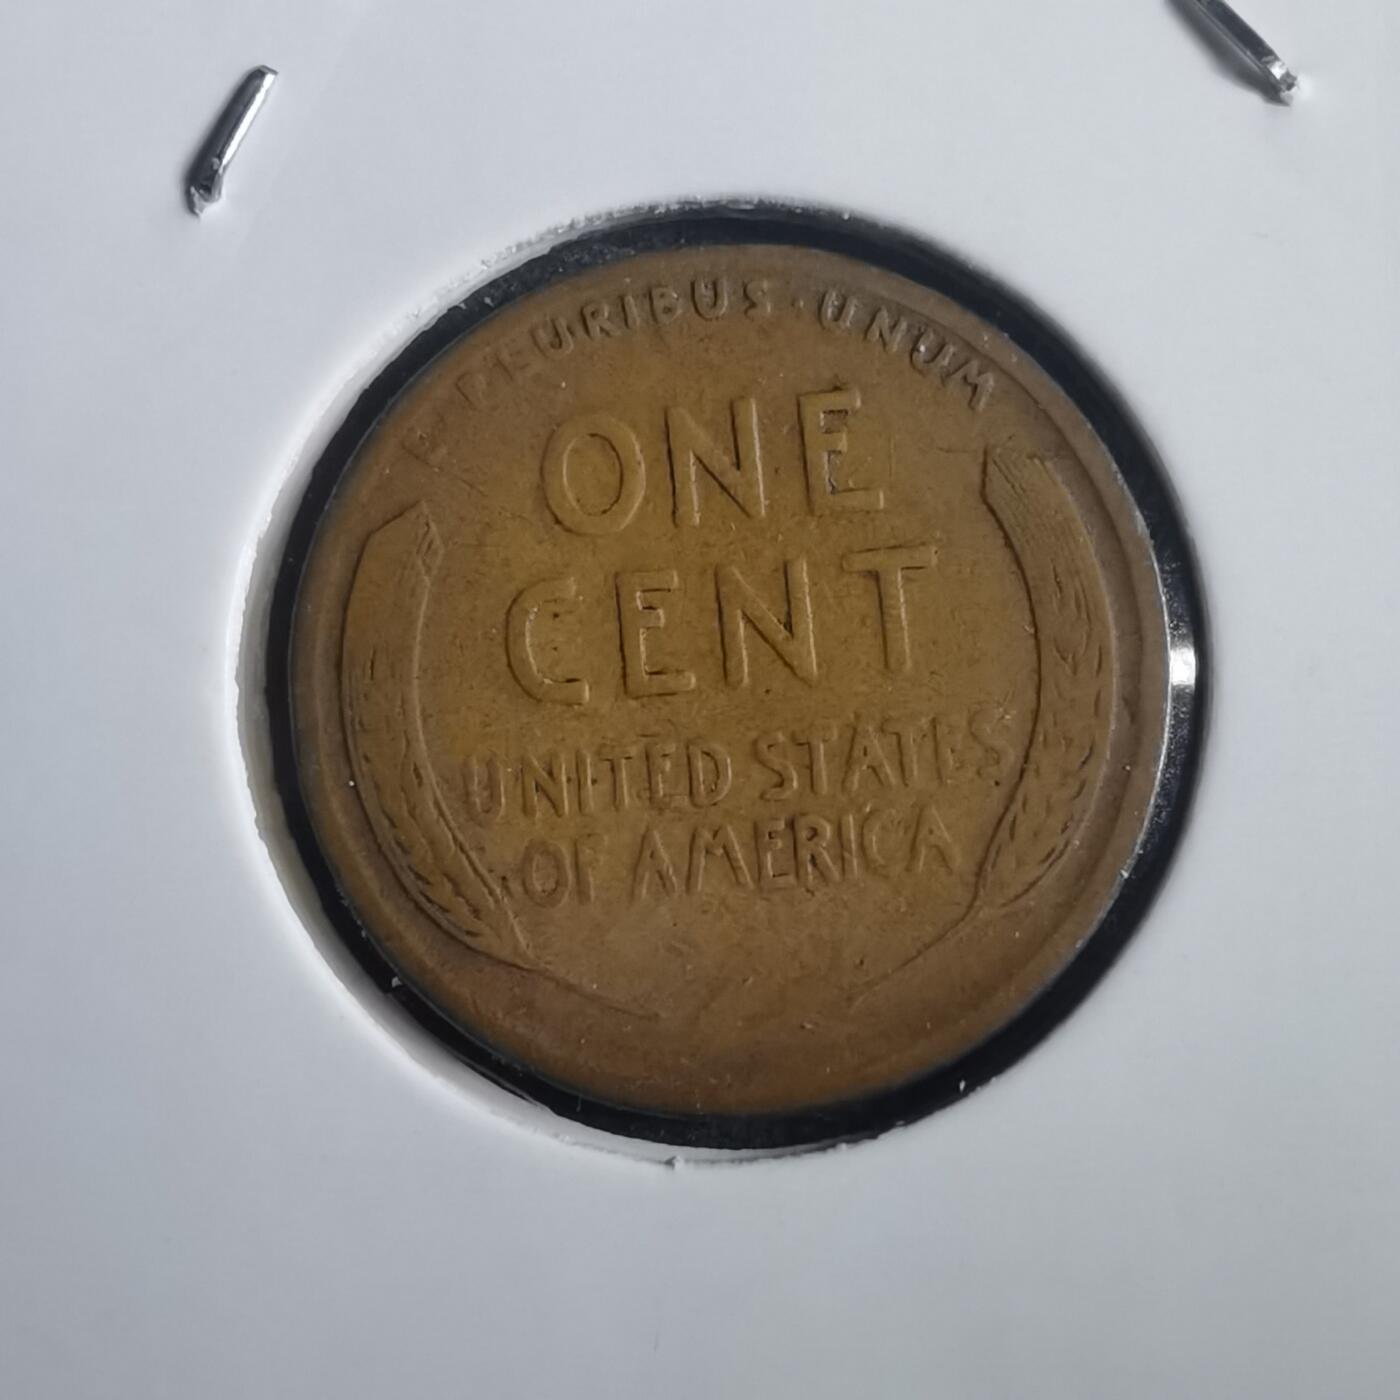 E PLURIBUS · UNUM
ONE
CENT
UNITED STATES
OF AMERICA